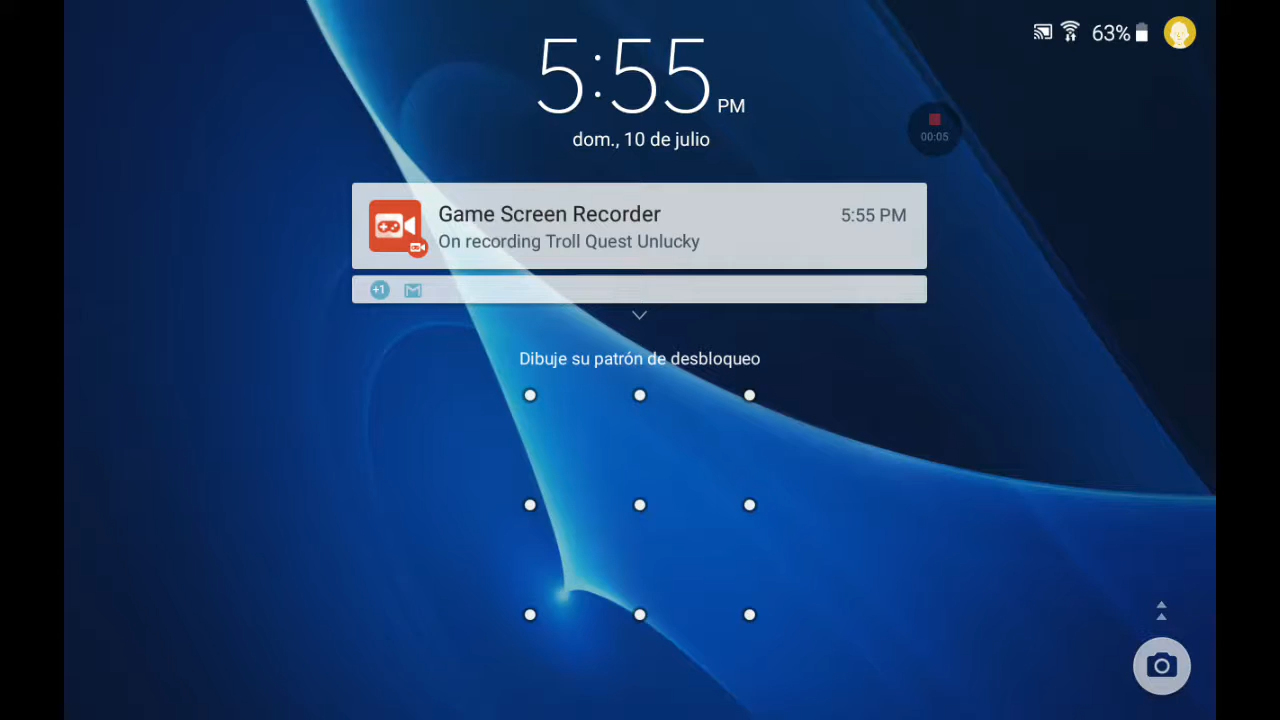 63%
5:55 PM
dom., 10 de julio
00:05
Game Screen Recorder 5:55 PM
On recording Troll Quest Unlucky
+1
Dibuje su patrón de desbloqueo